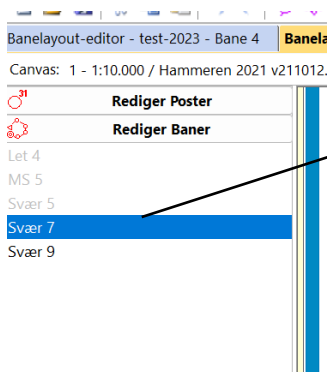 Banelayout-editor - test-2023 - Bane 4 Banela
Canvas: 1 - 1:10.000 / Hammeren 2021 v211012.
31 Rediger Poster
Rediger Baner
Let 4
MS 5
Svær 5
Svær 7
Svær 9